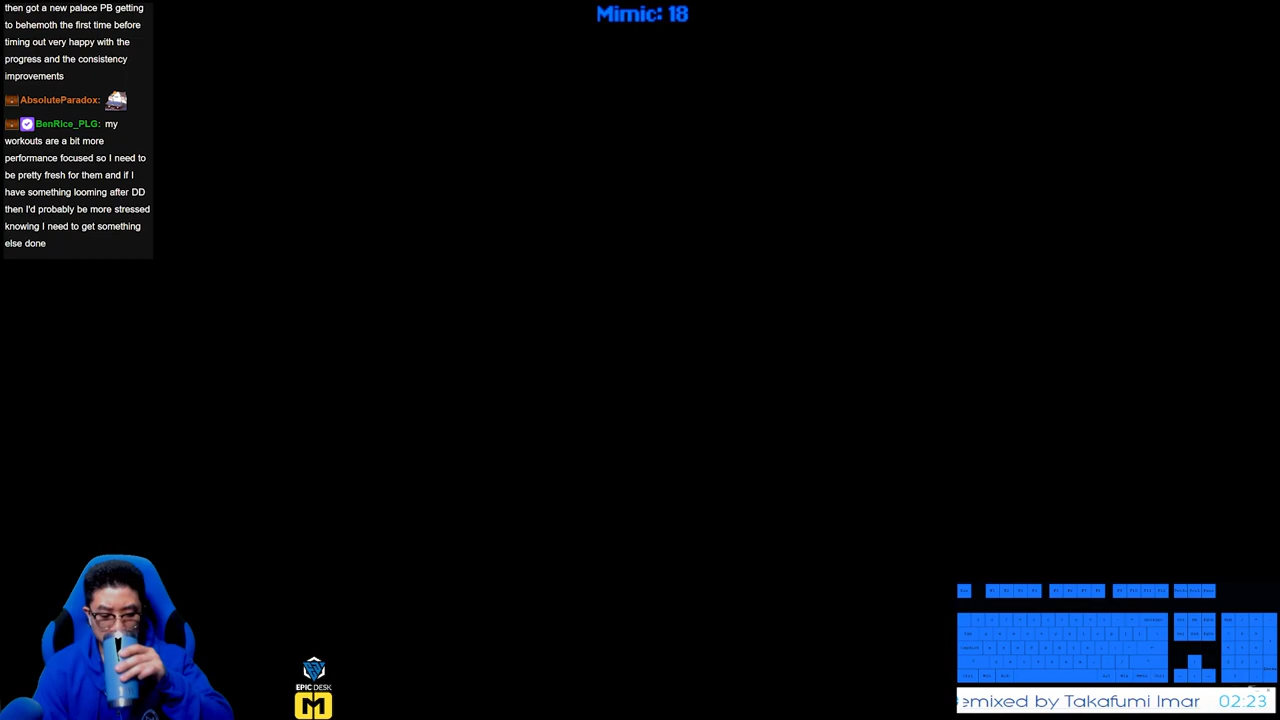 then got a new palace PB getting
to behemoth the first time before
timing out very happy with the
progress and the consistency
improvements
AbsoluteParadox:
BenRice_PLG: my
workouts are a bit more
performance focused so I need to
be pretty fresh for them and if I
have something looming after DD
then I'd probably be more stressed
knowing I need to get something
else done
Mimic: 18
EPIC DESK
M
emixed by Takafumi Imar 02:23